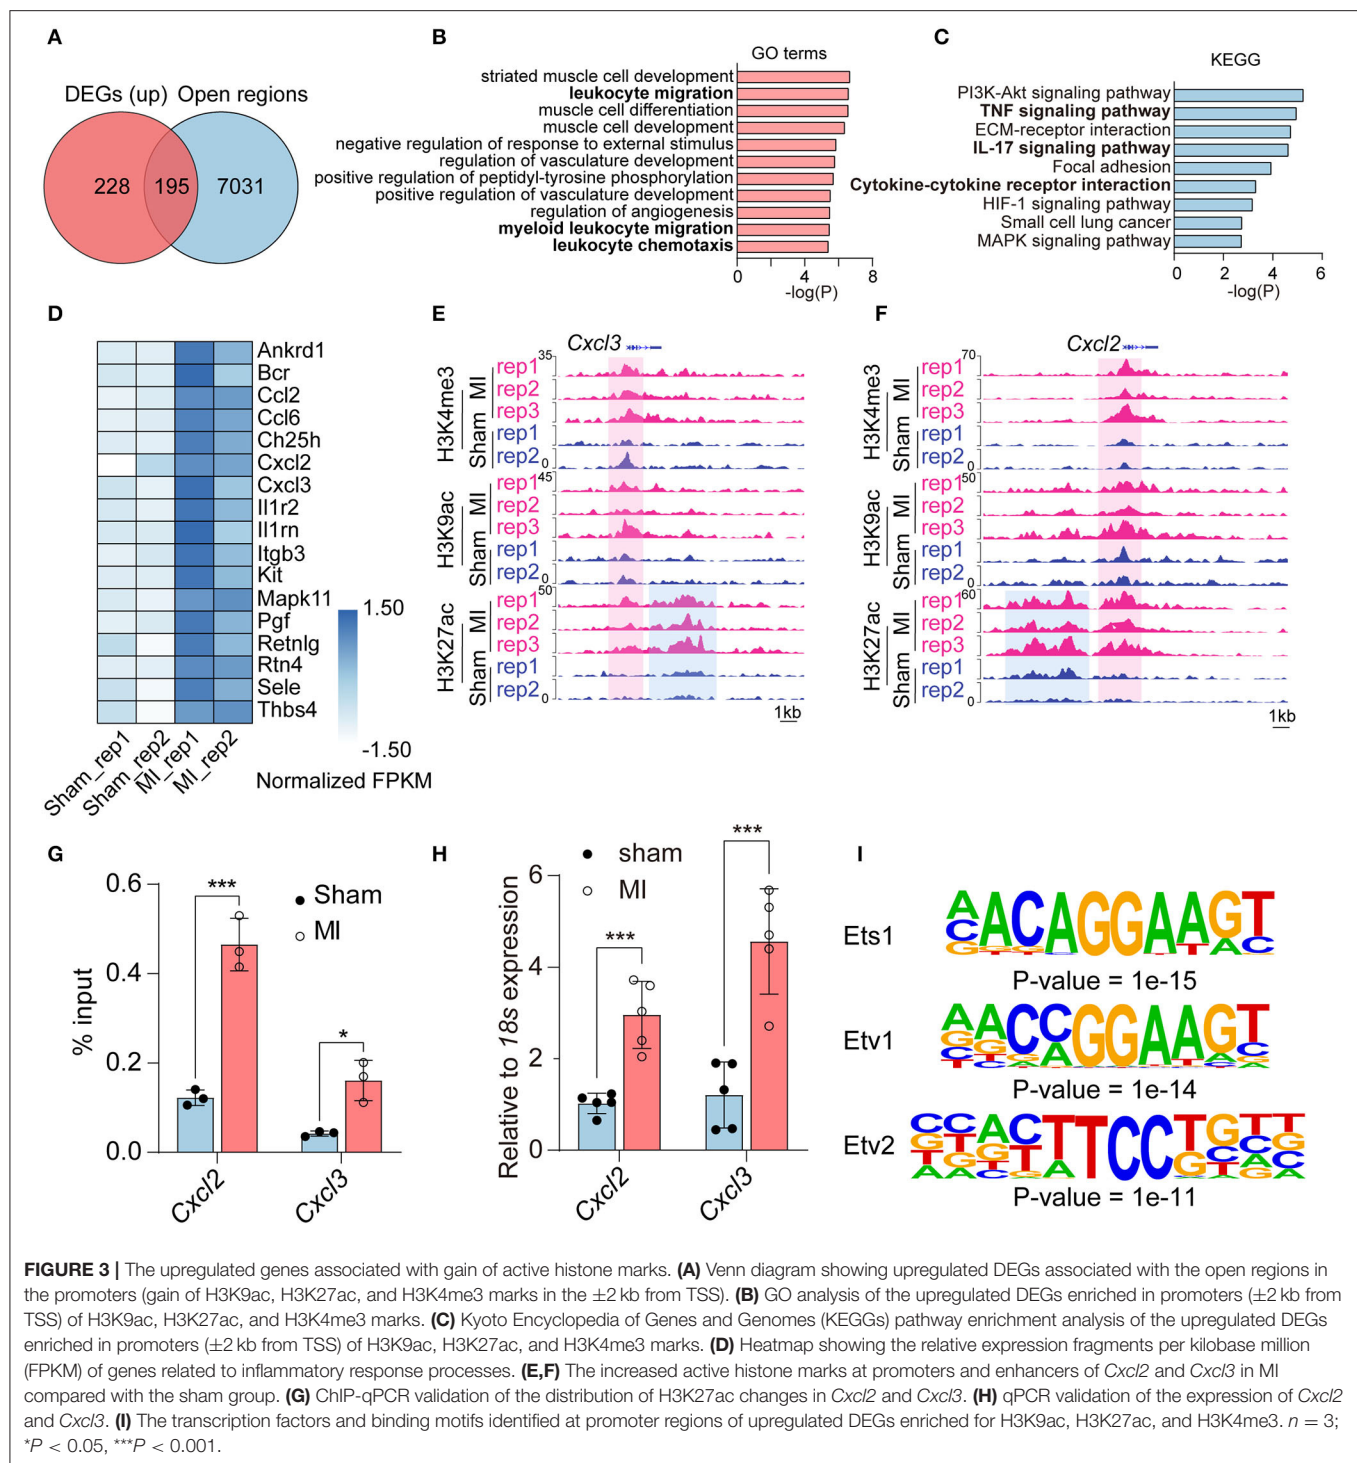 A
DEGs (up) Open regions
228 195 7031
B
GO terms
striated muscle cell development
leukocyte migration
muscle cell differentiation
muscle cell development
negative regulation of response to external stimulus
regulation of vasculature development
positive regulation of peptidyl-tyrosine phosphorylation
positive regulation of vasculature development
regulation of angiogenesis
myeloid leukocyte migration
leukocyte chemotaxis
0 4 8
-log(P)
C
KEGG
PI3K-Akt signaling pathway
TNF signaling pathway
ECM-receptor interaction
IL-17 signaling pathway
Focal adhesion
Cytokine-cytokine receptor interaction
HIF-1 signaling pathway
Small cell lung cancer
MAPK signaling pathway
0 2 4 6
-log(P)
D
Ankrd1
Bcr
Ccl2
Ccl6
Ch25h
Cxcl2
Cxcl3
Il1r2
Il1rn
Itgb3
Kit
Mapk11
Pgf
Retnlg
Rtn4
Sele
Thbs4
Sham_rep1
Sham_rep2
MI_rep1
MI_rep2
1.50
-1.50
Normalized FPKM
E
Cxcl3
35
H3K4me3
MI
rep1
rep2
rep3
Sham
rep1
rep2
0
45
H3K9ac
MI
rep1
rep2
rep3
Sham
rep1
rep2
0
50
H3K27ac
MI
rep1
rep2
rep3
Sham
rep1
rep2
0
1kb
F
Cxcl2
70
H3K4me3
MI
rep1
rep2
rep3
Sham
rep1
rep2
0
50
H3K9ac
MI
rep1
rep2
rep3
Sham
rep1
rep2
0
60
H3K27ac
MI
rep1
rep2
rep3
Sham
rep1
rep2
0
1kb
G
% input
0.6
0.4
0.2
0.0
***
*
Sham
MI
Cxcl2
Cxcl3
H
Relative to 18s expression
6
4
2
0
sham
MI
***
***
Cxcl2
Cxcl3
I
Ets1
P-value = 1e-15
Etv1
P-value = 1e-14
Etv2
P-value = 1e-11
FIGURE 3 | The upregulated genes associated with gain of active histone marks. (A) Venn diagram showing upregulated DEGs associated with the open regions in
the promoters (gain of H3K9ac, H3K27ac, and H3K4me3 marks in the ±2 kb from TSS). (B) GO analysis of the upregulated DEGs enriched in promoters (±2 kb from
TSS) of H3K9ac, H3K27ac, and H3K4me3 marks. (C) Kyoto Encyclopedia of Genes and Genomes (KEGGs) pathway enrichment analysis of the upregulated DEGs
enriched in promoters (±2 kb from TSS) of H3K9ac, H3K27ac, and H3K4me3 marks. (D) Heatmap showing the relative expression fragments per kilobase million
(FPKM) of genes related to inflammatory response processes. (E,F) The increased active histone marks at promoters and enhancers of Cxcl2 and Cxcl3 in MI
compared with the sham group. (G) ChIP-qPCR validation of the distribution of H3K27ac changes in Cxcl2 and Cxcl3. (H) qPCR validation of the expression of Cxcl2
and Cxcl3. (I) The transcription factors and binding motifs identified at promoter regions of upregulated DEGs enriched for H3K9ac, H3K27ac, and H3K4me3. n = 3;
*P < 0.05, ***P < 0.001.